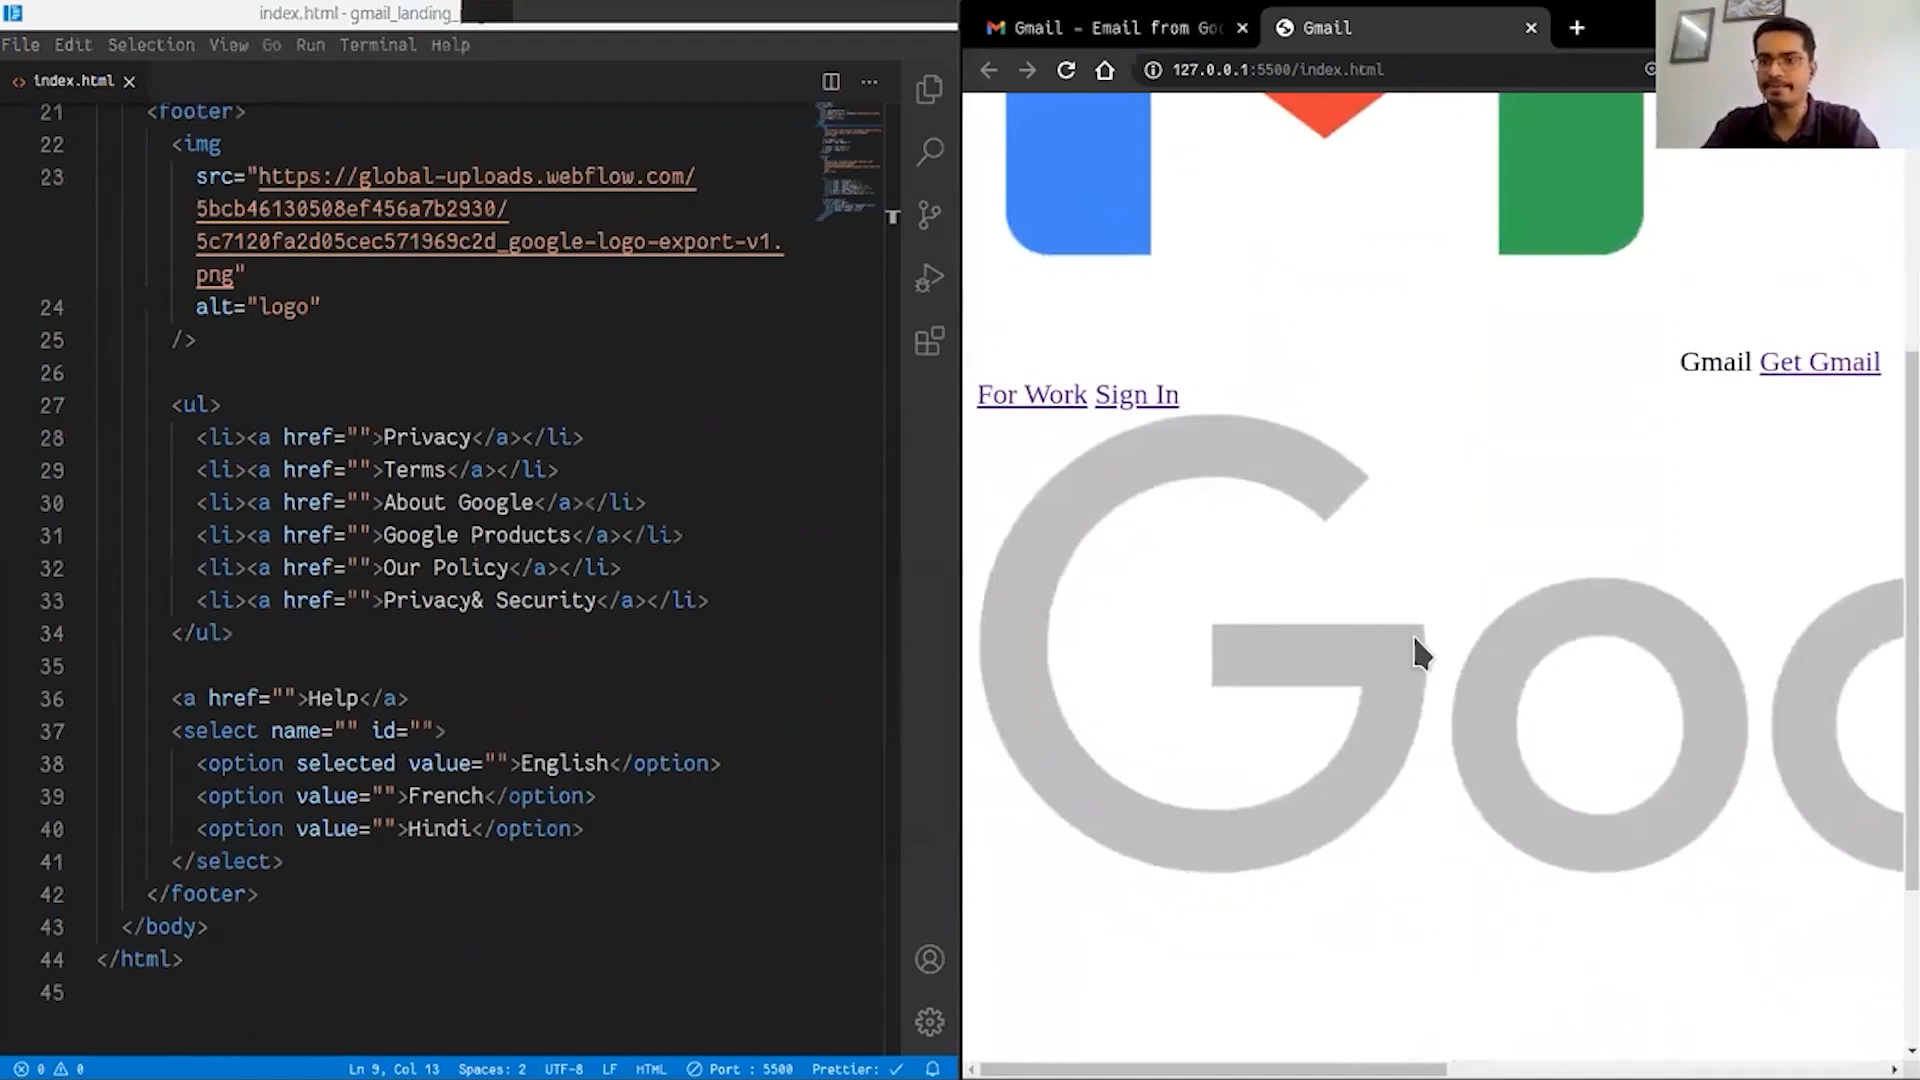 index.html - gmail_landing_
File Edit Selection View Go Run Terminal Help
index.html
21 <footer>
22 <img
23 src="https://global-uploads.webflow.com/
5bcb46130508ef456a7b2930/
5c7120fa2d05cec571969c2d_google-logo-export-v1.
png"
24 alt="logo"
25 />
26
27 <ul>
28 <li><a href="">Privacy</a></li>
29 <li><a href="">Terms</a></li>
30 <li><a href="">About Google</a></li>
31 <li><a href="">Google Products</a></li>
32 <li><a href="">Our Policy</a></li>
33 <li><a href="">Privacy& Security</a></li>
34 </ul>
35
36 <a href="">Help</a>
37 <select name="" id="">
38 <option selected value="">English</option>
39 <option value="">French</option>
40 <option value="">Hindi</option>
41 </select>
42 </footer>
43 </body>
44 </html>
45
0 0 Ln 9, Col 13 Spaces: 2 UTF-8 LF HTML Port : 5500 Prettier: ✓
Gmail – Email from Goo
Gmail
127.0.0.1:5500/index.html
Gmail Get Gmail
For Work Sign In
Goo